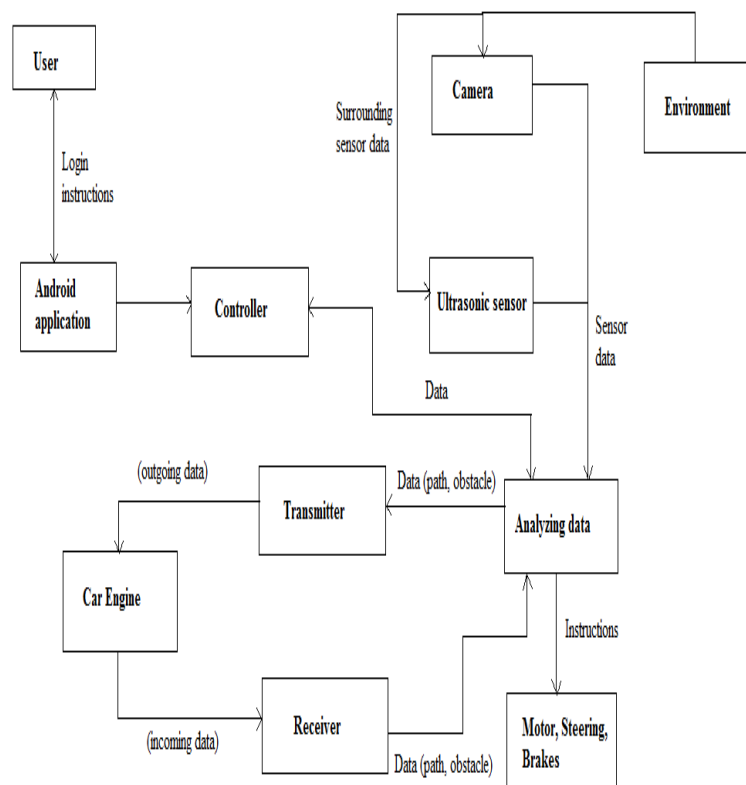 User
Camera
Environment
Surrounding
sensor data
Login
instructions
Android
application
Controller
Ultrasonic sensor
Sensor
data
Data
(outgoing data)
Transmitter
Data (path, obstacle)
Analyzing data
Car Engine
Instructions
(incoming data)
Receiver
Data (path, obstacle)
Motor, Steering,
Brakes